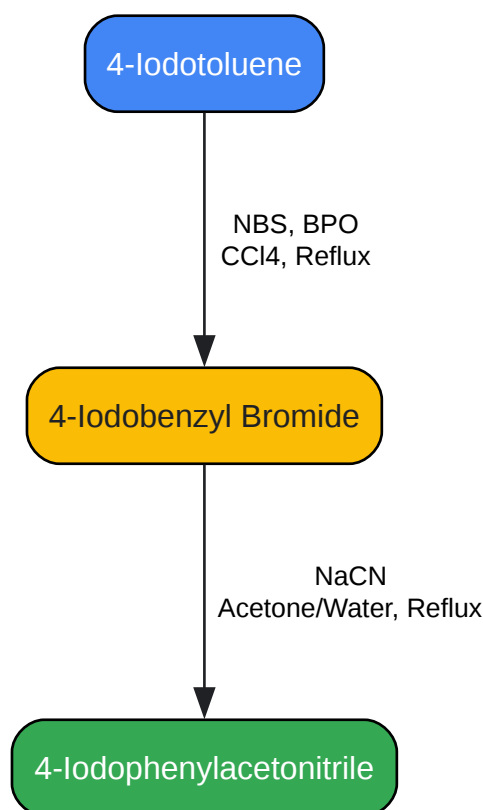 4-Iodotoluene
NBS, BPO
CCl4, Reflux
4-Iodobenzyl Bromide
NaCN
Acetone/Water, Reflux
4-Iodophenylacetonitrile